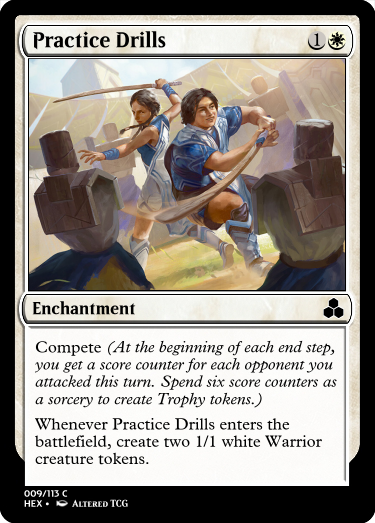 Practice Drills 1
Enchantment
Compete (At the beginning of each end step,
you get a score counter for each opponent you
attacked this turn. Spend six score counters as
a sorcery to create Trophy tokens.)
Whenever Practice Drills enters the
battlefield, create two 1/1 white Warrior
creature tokens.
009/113 C
HEX • Altered TCG